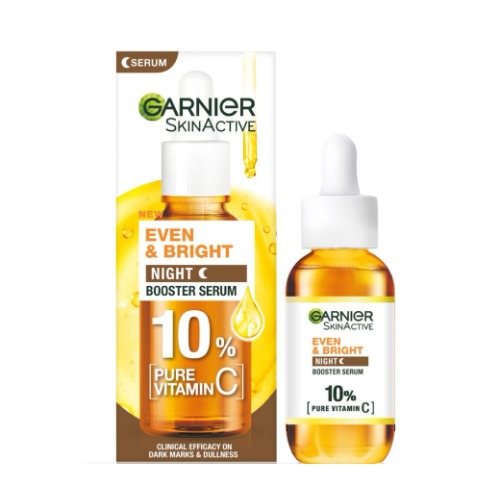 SERUM
GARNIER
SKINACTIVE
NEW
EVEN
& BRIGHT
NIGHT
BOOSTER SERUM
10%
[PURE
VITAMIN C]
CLINICAL EFFICACY ON
DARK MARKS & DULLNESS
GARNIER
SKINACTIVE
EVEN
& BRIGHT
NIGHT
BOOSTER SERUM
10%
[PURE VITAMIN C]